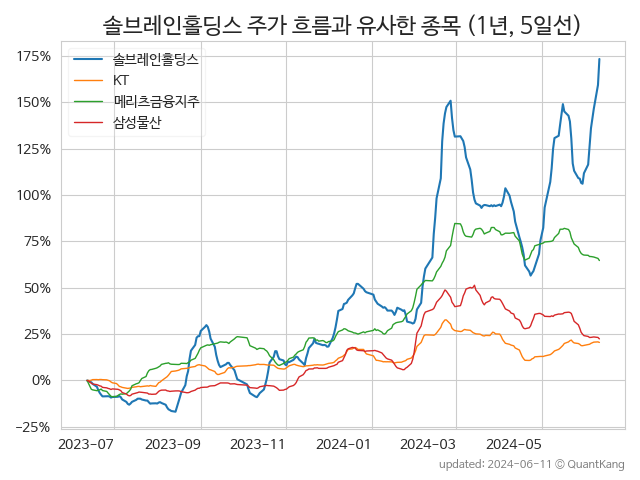 솔브레인홀딩스 주가 흐름과 유사한 종목 (1년, 5일선)
솔브레인홀딩스
KT
메리츠금융지주
삼성물산
175%
150%
125%
100%
75%
50%
25%
0%
−25%
2023-07
2023-09
2023-11
2024-01
2024-03
2024-05
updated: 2024-06-11 © QuantKang